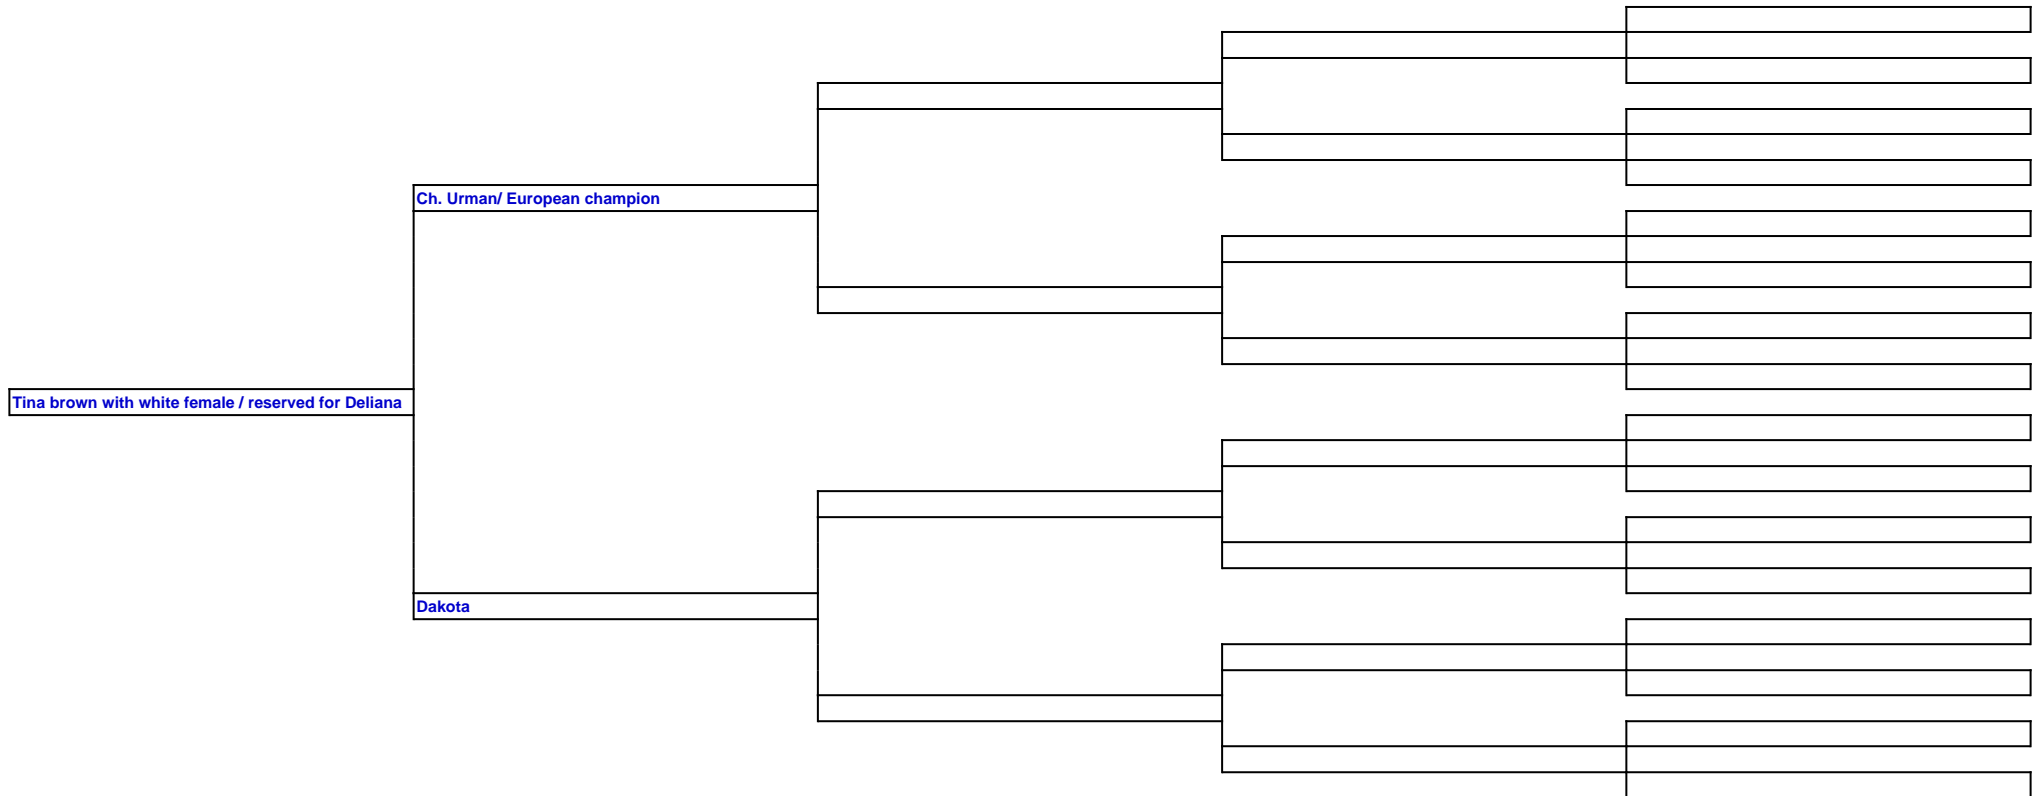 Ch. Urman/ European champion
Tina brown with white female / reserved for Deliana
Dakota